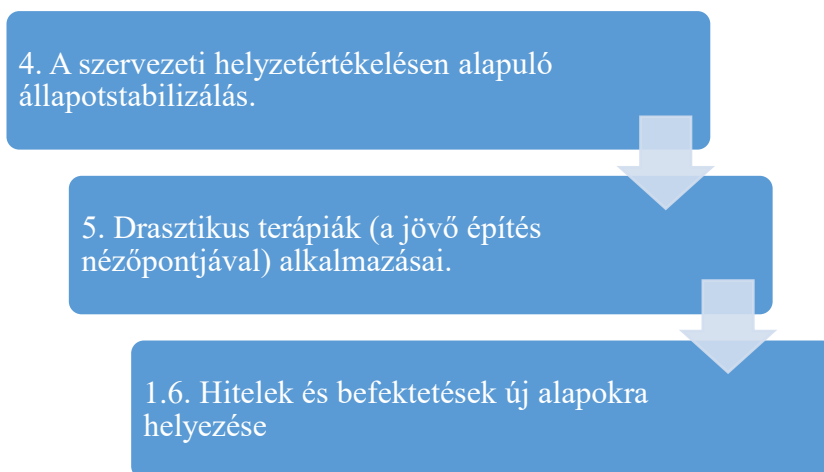 4. A szervezeti helyzetértékelésen alapuló
állapotstabilizálás.
5. Drasztikus terápiák (a jövő építés
nézőpontjával) alkalmazásai.
1.6. Hitelek és befektetések új alapokra
helyezése